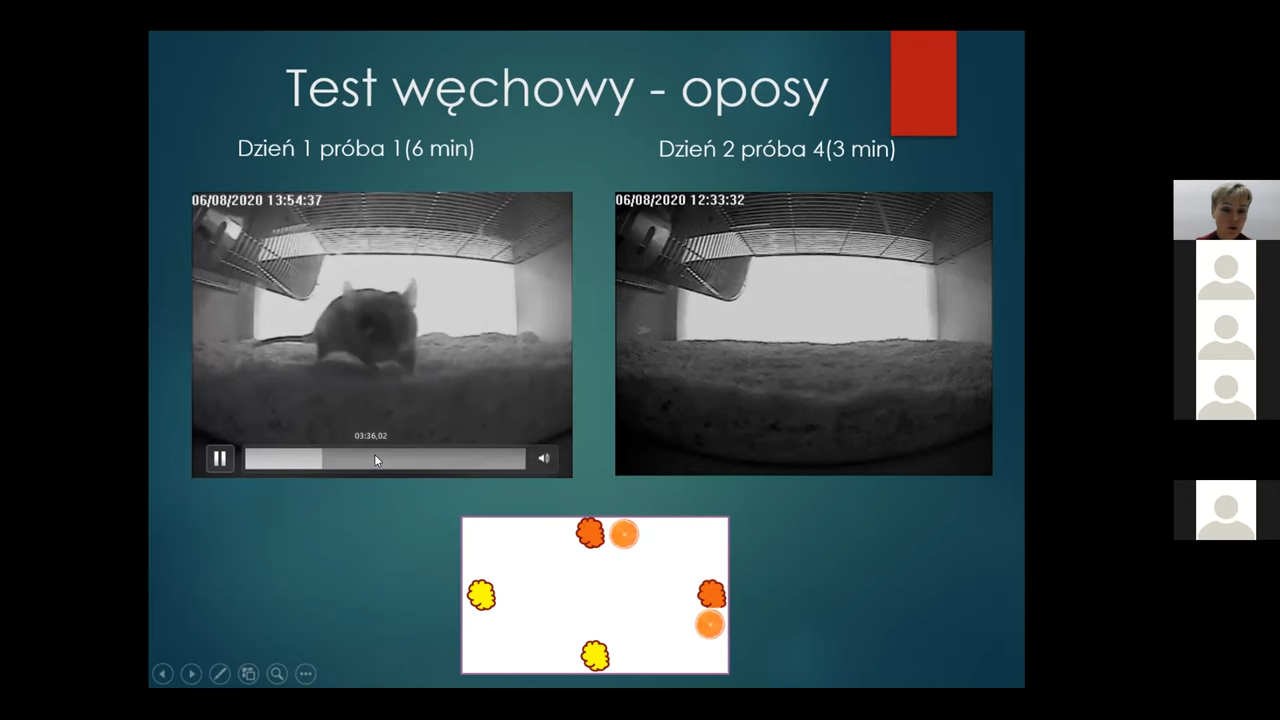 Test węchowy - oposy
Dzień 1 próba 1(6 min)
Dzień 2 próba 4(3 min)
06/08/2020 13:54:37
06/08/2020 12:33:32
03:36,02